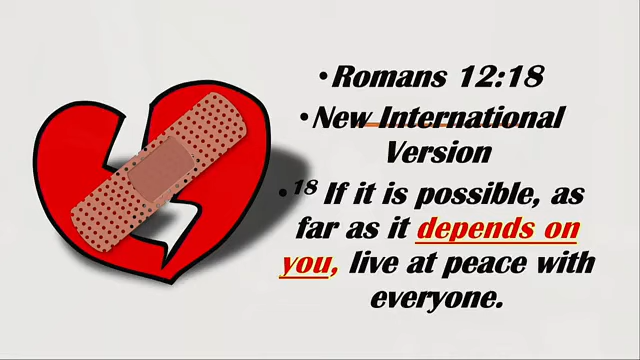 •Romans 12:18
•New International
Version
•18 If it is possible, as
far as it depends on
you, live at peace with
everyone.